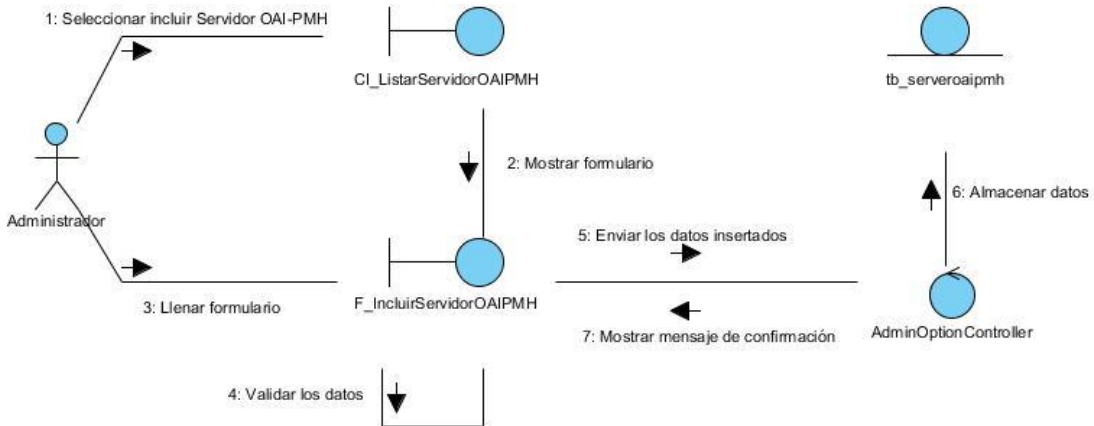 1: Seleccionar incluir Servidor OAI-PMH
CI_ListarServidorOAIPMH
tb_serveroaipmh
2: Mostrar formulario
6: Almacenar datos
Administrador
5: Enviar los datos insertados
3: Llenar formulario
F_IncluirServidorOAIPMH
7: Mostrar mensaje de confirmación
AdminOptionController
4: Validar los datos